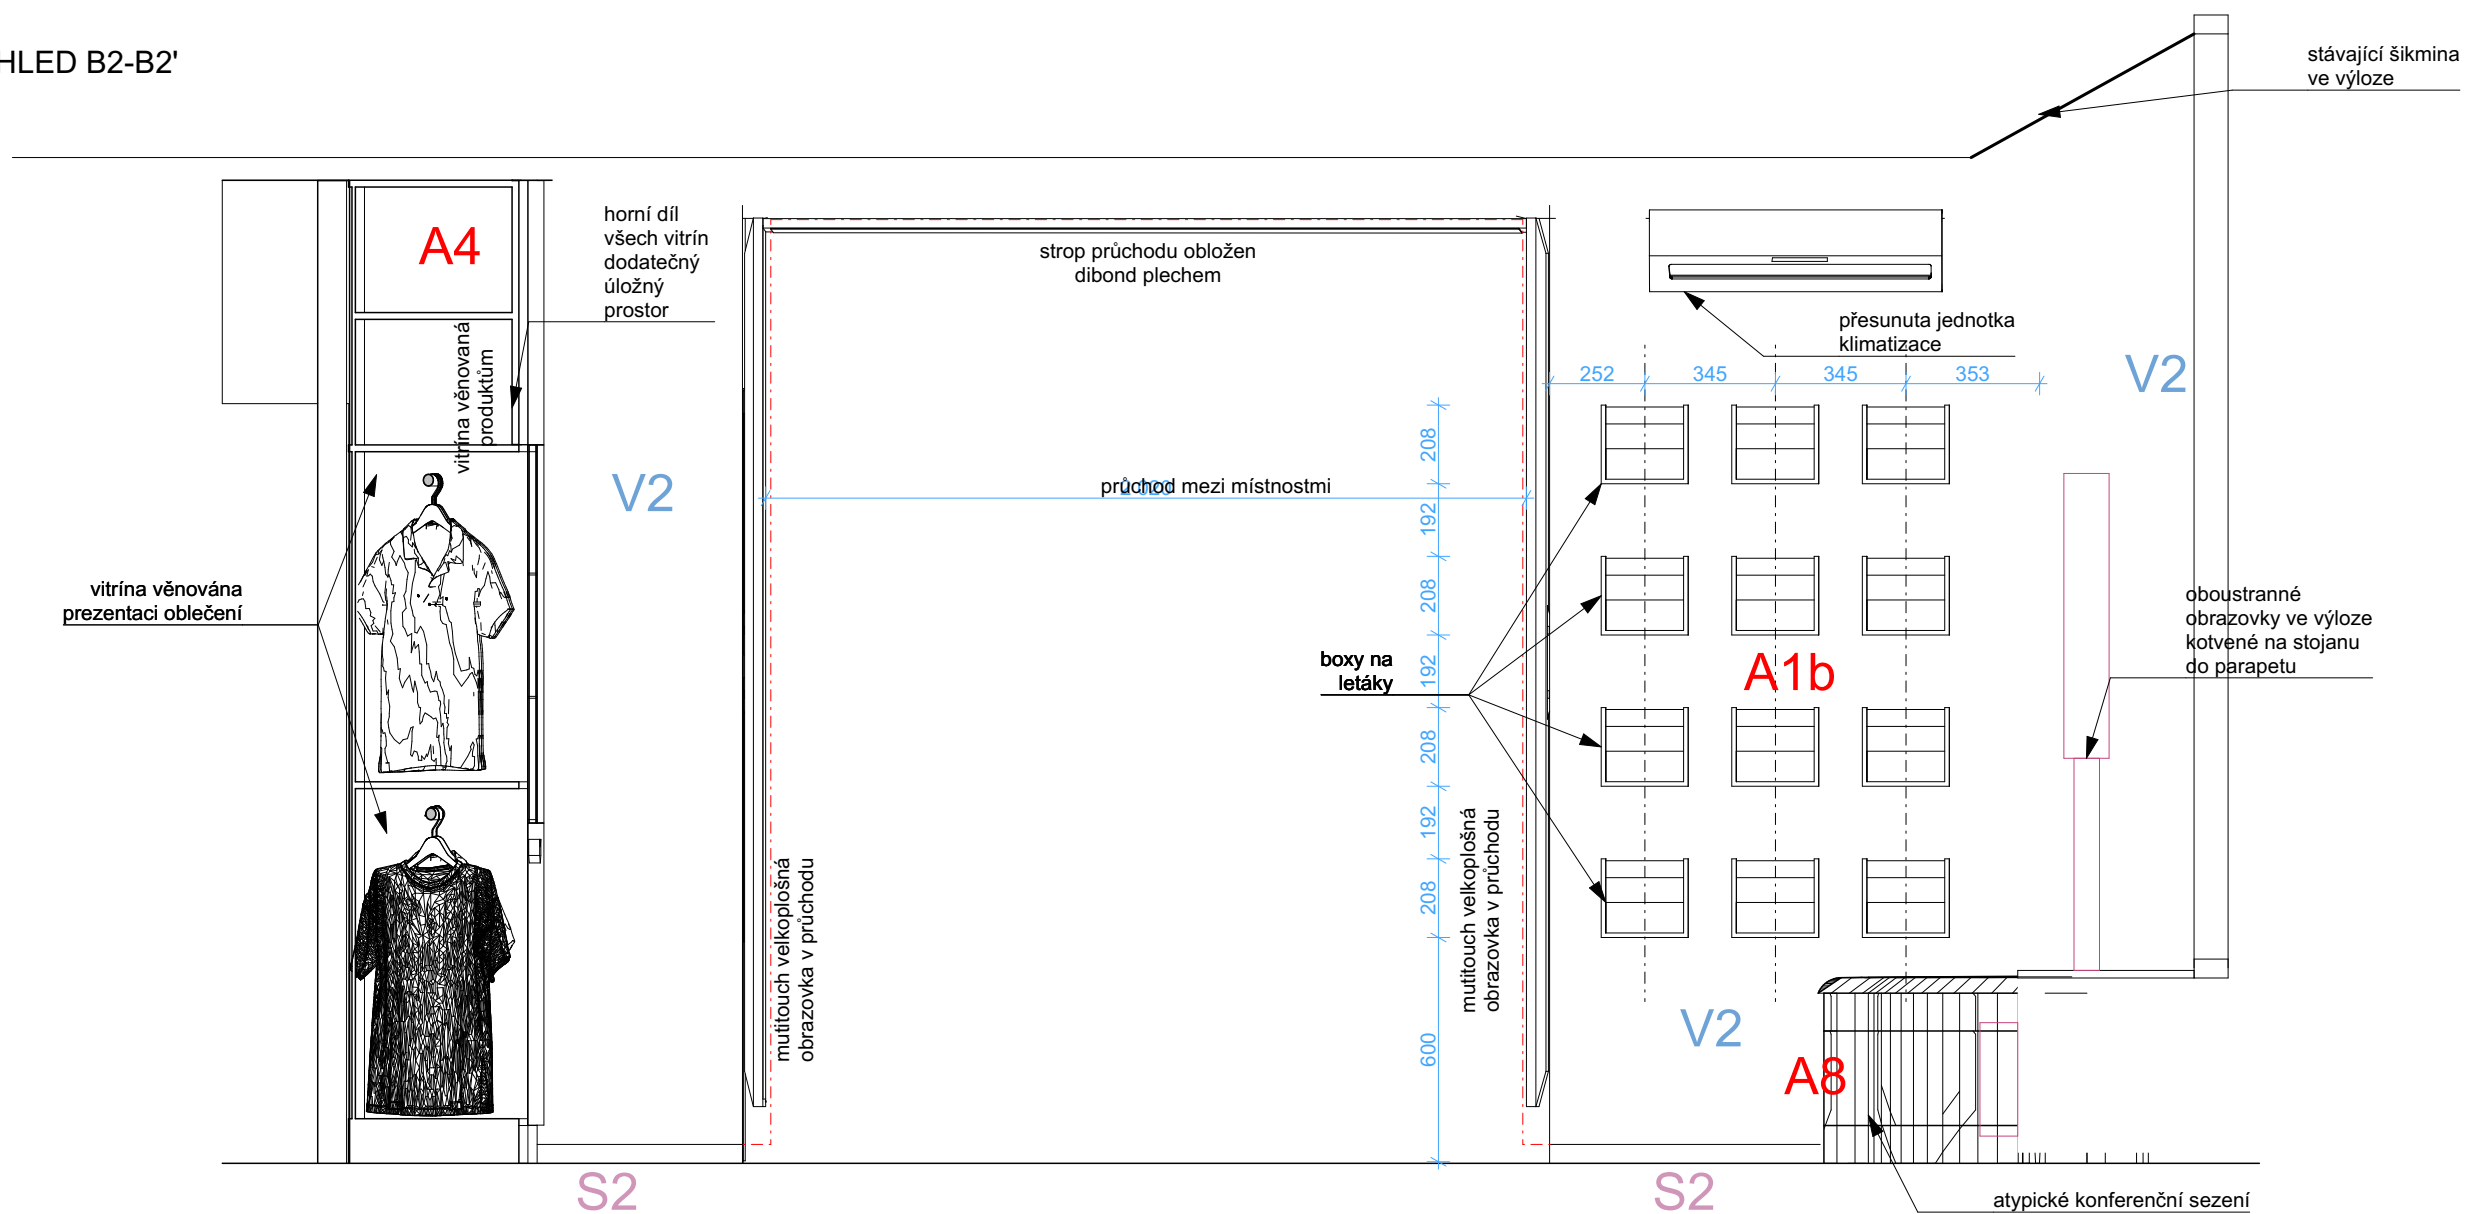 HLED B2-B2'
stávající šikmina
ve výloze
A4
horní díl
všech vitrín
dodatečný
úložný
prostor
strop průchodu obložen
dibond plechem
přesunuta jednotka
klimatizace
vitrína věnovaná
produktům
252
345
345
353
V2
V2
průchod mezi místnostmi
208
192
208
192
208
192
208
600
vitrína věnována
prezentaci oblečení
boxy na
letáky
A1b
oboustranné
obrazovky ve výloze
kotvené na stojanu
do parapetu
mutitouch velkoplošná
obrazovka v průchodu
mutitouch velkoplošná
obrazovka v průchodu
V2
A8
S2
S2
atypické konferenční sezení